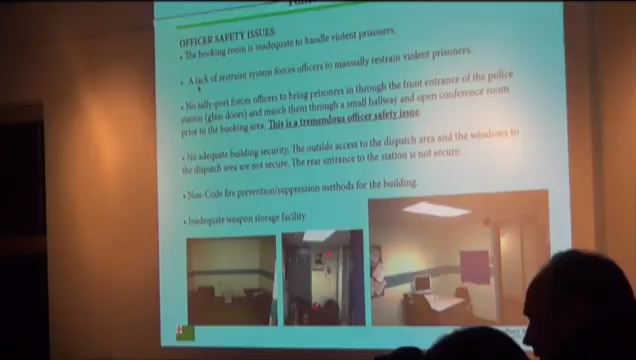 OFFICER SAFETY ISSUES:
• The booking room is inadequate to handle violent prisoners.
• A lack of restraint system forces officers to manually restrain violent prisoners.
• No sally-port forces officers to bring prisoners in through the front entrance of the police
station (glass doors) and march them through a small hallway and open conference room
prior to the booking area. This is a tremendous officer safety issue.
• No adequate building security. The outside access to the dispatch area and the windows to
the dispatch area are not secure. The rear entrance to the station is not secure.
• Non-Code fire prevention/suppression methods for the building.
• Inadequate weapon storage facility.